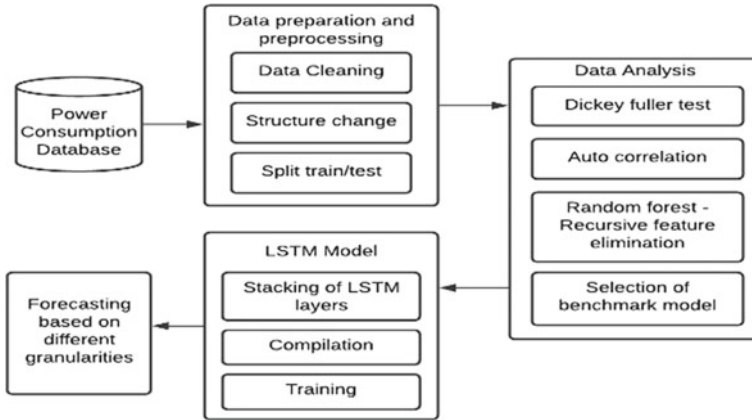 Power
Consumption
Database
Data preparation and
preprocessing
Data Cleaning
Structure change
Split train/test
Data Analysis
Dickey fuller test
Auto correlation
Random forest -
Recursive feature
elimination
Selection of
benchmark model
LSTM Model
Stacking of LSTM
layers
Compilation
Training
Forecasting
based on
different
granularities